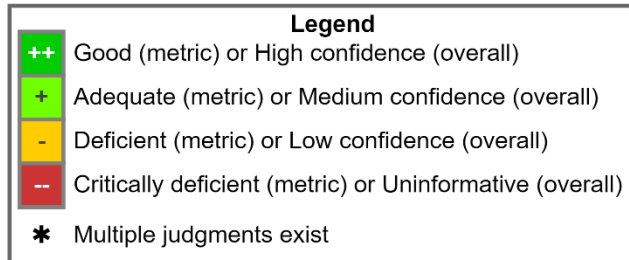 Legend
++ Good (metric) or High confidence (overall)
+ Adequate (metric) or Medium confidence (overall)
- Deficient (metric) or Low confidence (overall)
-- Critically deficient (metric) or Uninformative (overall)
✱ Multiple judgments exist